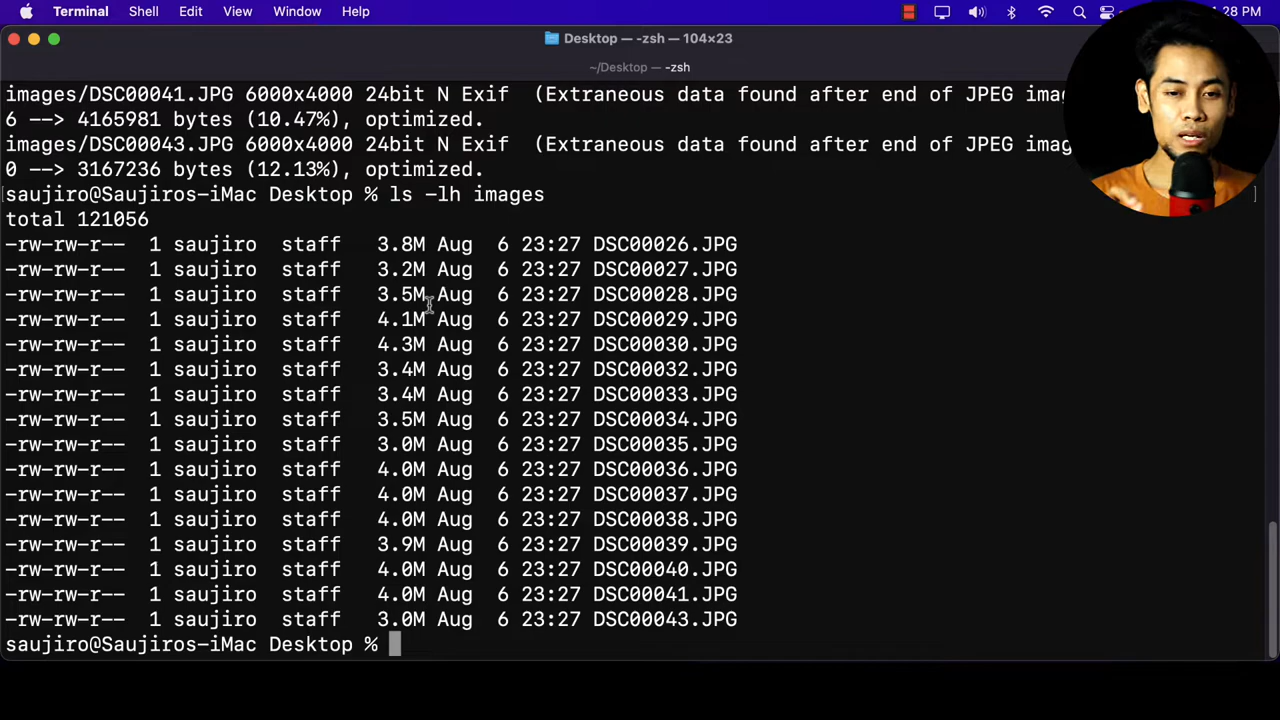 Terminal Shell Edit View Window Help :28 PM
Desktop — -zsh — 104×23
~/Desktop — -zsh
images/DSC00041.JPG 6000x4000 24bit N Exif (Extraneous data found after end of JPEG imag
6 --> 4165981 bytes (10.47%), optimized.
images/DSC00043.JPG 6000x4000 24bit N Exif (Extraneous data found after end of JPEG imag
0 --> 3167236 bytes (12.13%), optimized.
[saujiro@Saujiros-iMac Desktop % ls -lh images ]
total 121056
-rw-rw-r-- 1 saujiro staff 3.8M Aug 6 23:27 DSC00026.JPG
-rw-rw-r-- 1 saujiro staff 3.2M Aug 6 23:27 DSC00027.JPG
-rw-rw-r-- 1 saujiro staff 3.5M Aug 6 23:27 DSC00028.JPG
-rw-rw-r-- 1 saujiro staff 4.1M Aug 6 23:27 DSC00029.JPG
-rw-rw-r-- 1 saujiro staff 4.3M Aug 6 23:27 DSC00030.JPG
-rw-rw-r-- 1 saujiro staff 3.4M Aug 6 23:27 DSC00032.JPG
-rw-rw-r-- 1 saujiro staff 3.4M Aug 6 23:27 DSC00033.JPG
-rw-rw-r-- 1 saujiro staff 3.5M Aug 6 23:27 DSC00034.JPG
-rw-rw-r-- 1 saujiro staff 3.0M Aug 6 23:27 DSC00035.JPG
-rw-rw-r-- 1 saujiro staff 4.0M Aug 6 23:27 DSC00036.JPG
-rw-rw-r-- 1 saujiro staff 4.0M Aug 6 23:27 DSC00037.JPG
-rw-rw-r-- 1 saujiro staff 4.0M Aug 6 23:27 DSC00038.JPG
-rw-rw-r-- 1 saujiro staff 3.9M Aug 6 23:27 DSC00039.JPG
-rw-rw-r-- 1 saujiro staff 4.0M Aug 6 23:27 DSC00040.JPG
-rw-rw-r-- 1 saujiro staff 4.0M Aug 6 23:27 DSC00041.JPG
-rw-rw-r-- 1 saujiro staff 3.0M Aug 6 23:27 DSC00043.JPG
saujiro@Saujiros-iMac Desktop %